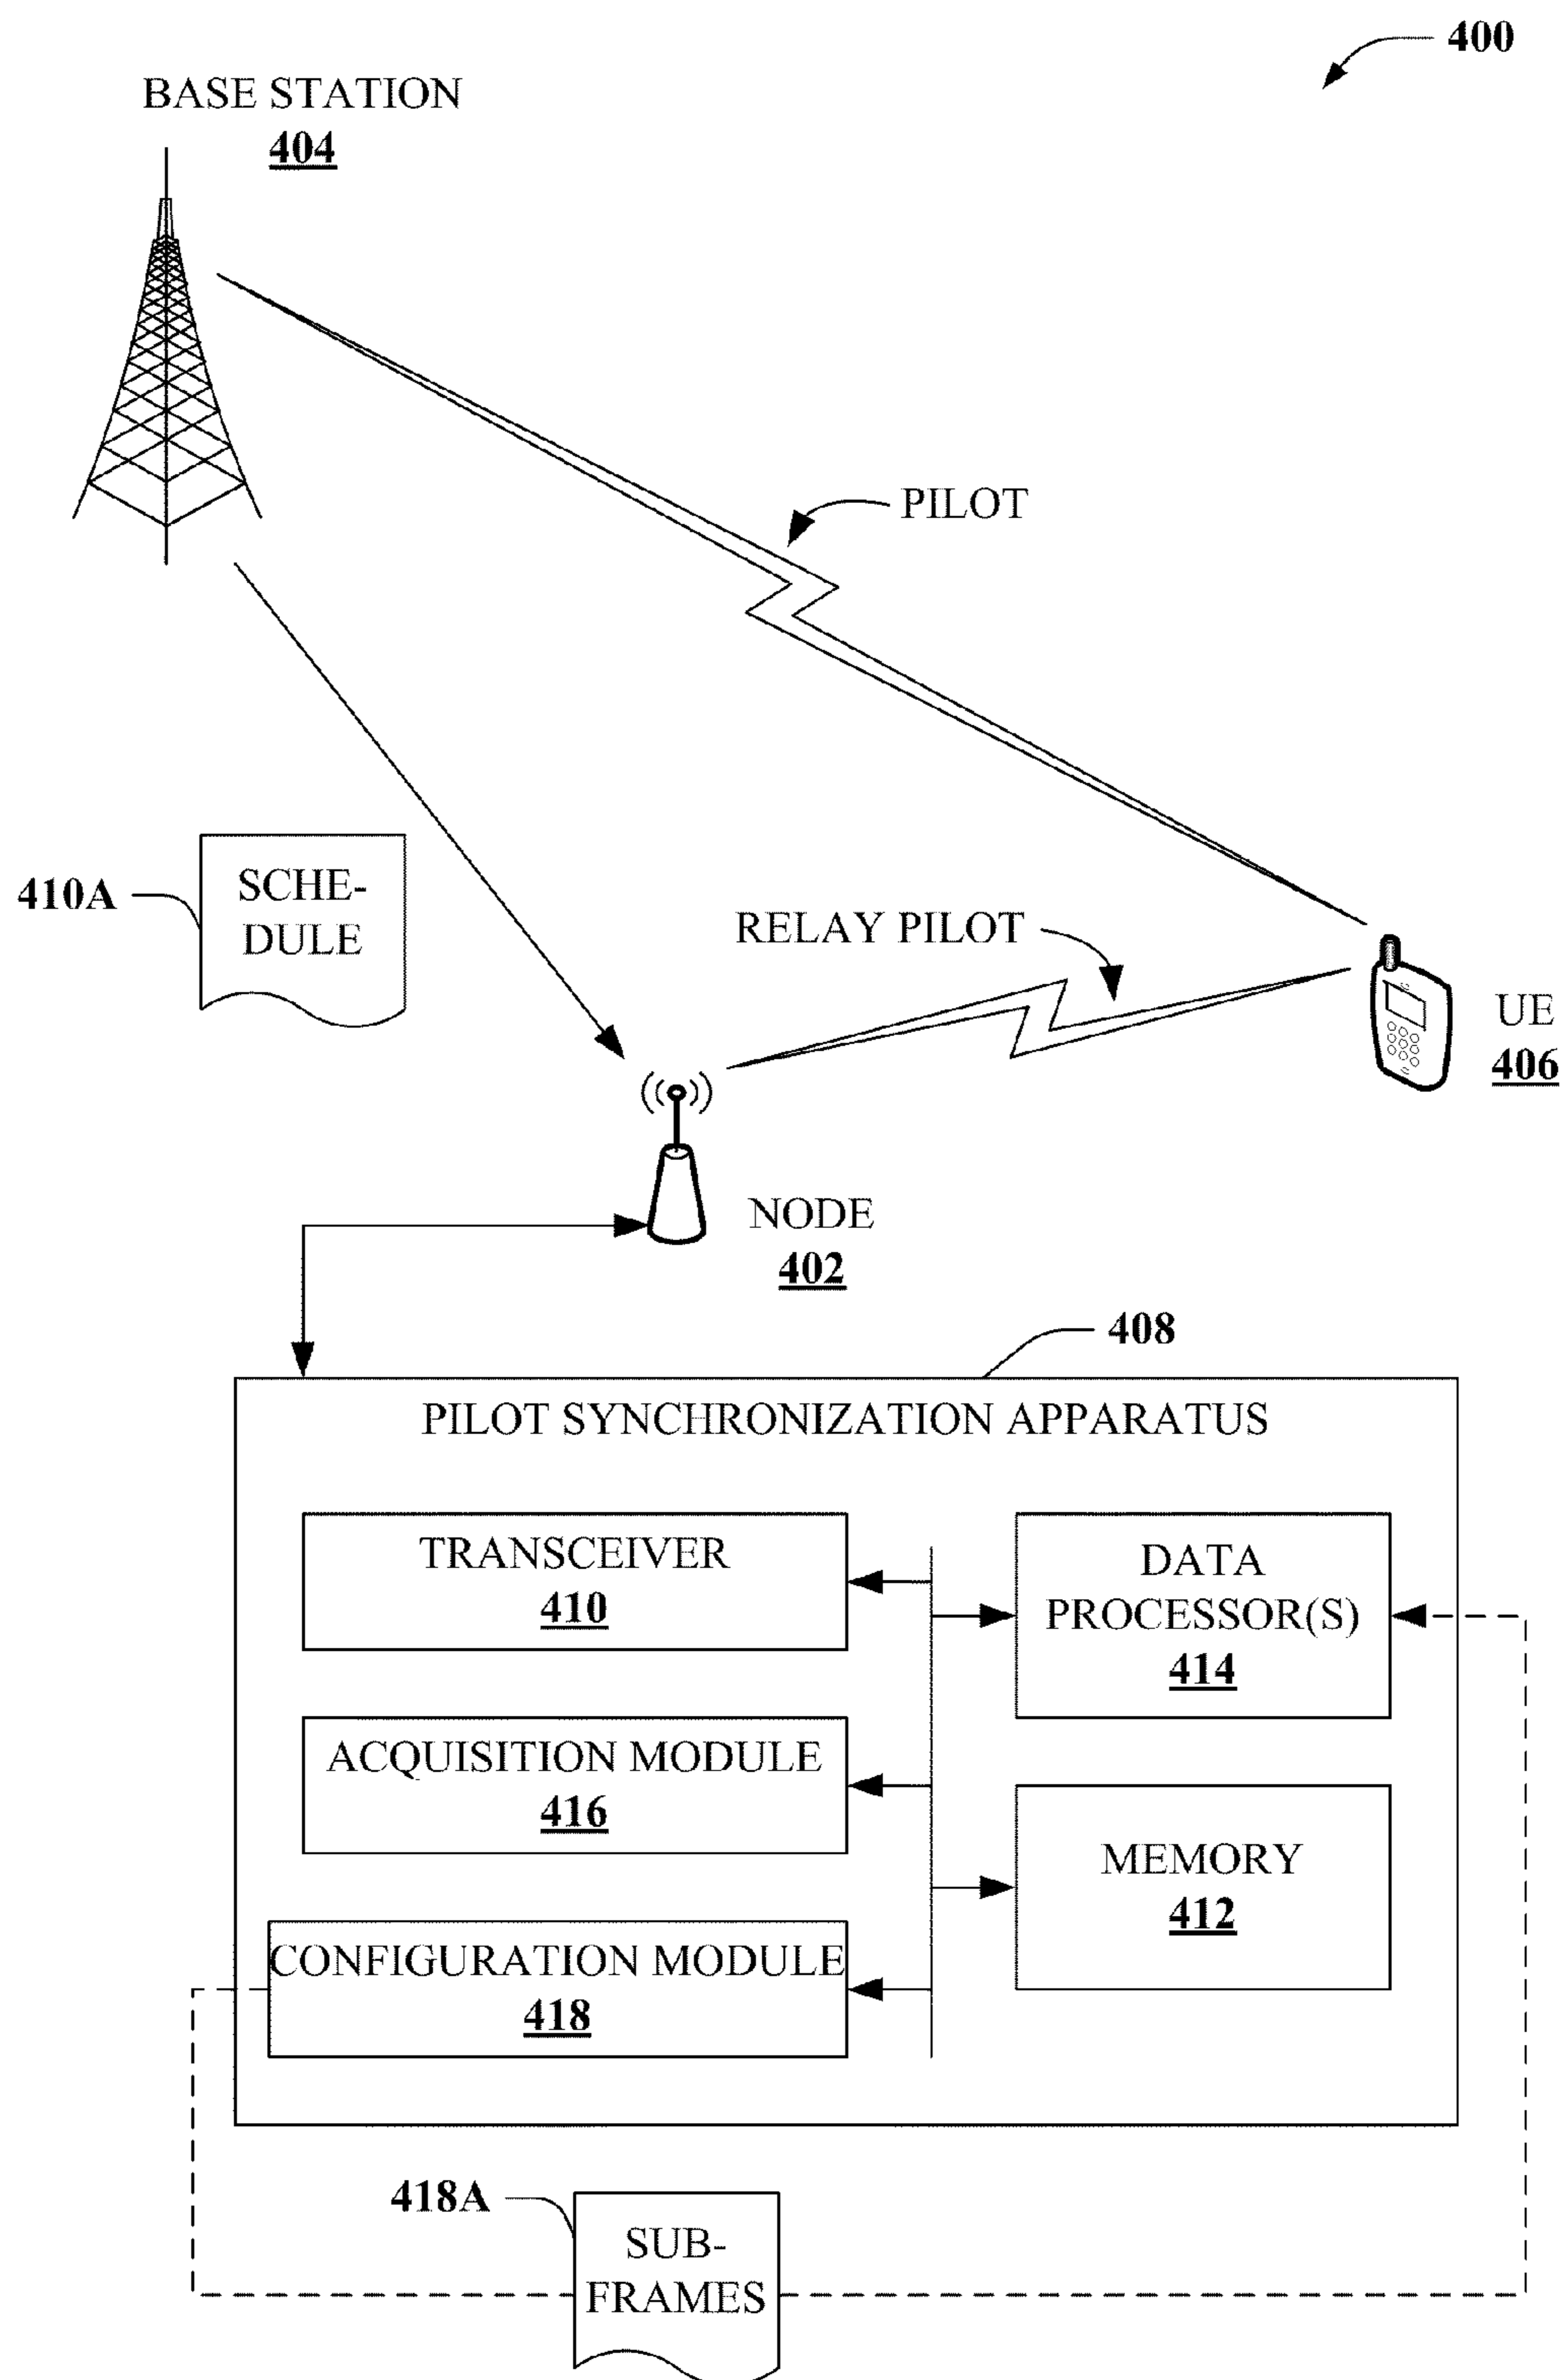 400
BASE STATION
404
PILOT
410A
SCHE-
DULE
RELAY PILOT
UE
406
NODE
402
408
PILOT SYNCHRONIZATION APPARATUS
TRANSCEIVER
410
DATA
PROCESSOR(S)
414
ACQUISITION MODULE
416
MEMORY
412
CONFIGURATION MODULE
418
418A
SUB-
FRAMES